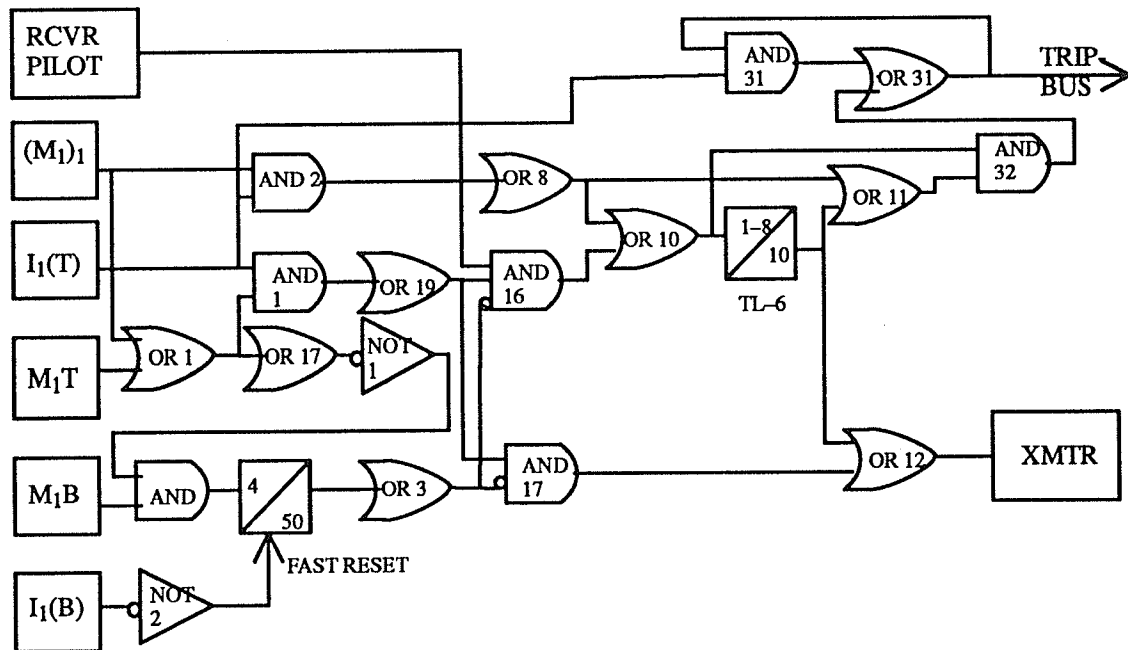 RCVR
PILOT
AND
31
OR 31
TRIP
BUS
(M₁)₁
AND 2
OR 8
AND
32
OR 11
I₁(T)
AND
1
OR 19
AND
16
OR 10
1–8
10
TL–6
M₁T
OR 1
OR 17
NOT
1
M₁B
AND
4
50
OR 3
AND
17
OR 12
XMTR
FAST RESET
I₁(B)
NOT
2